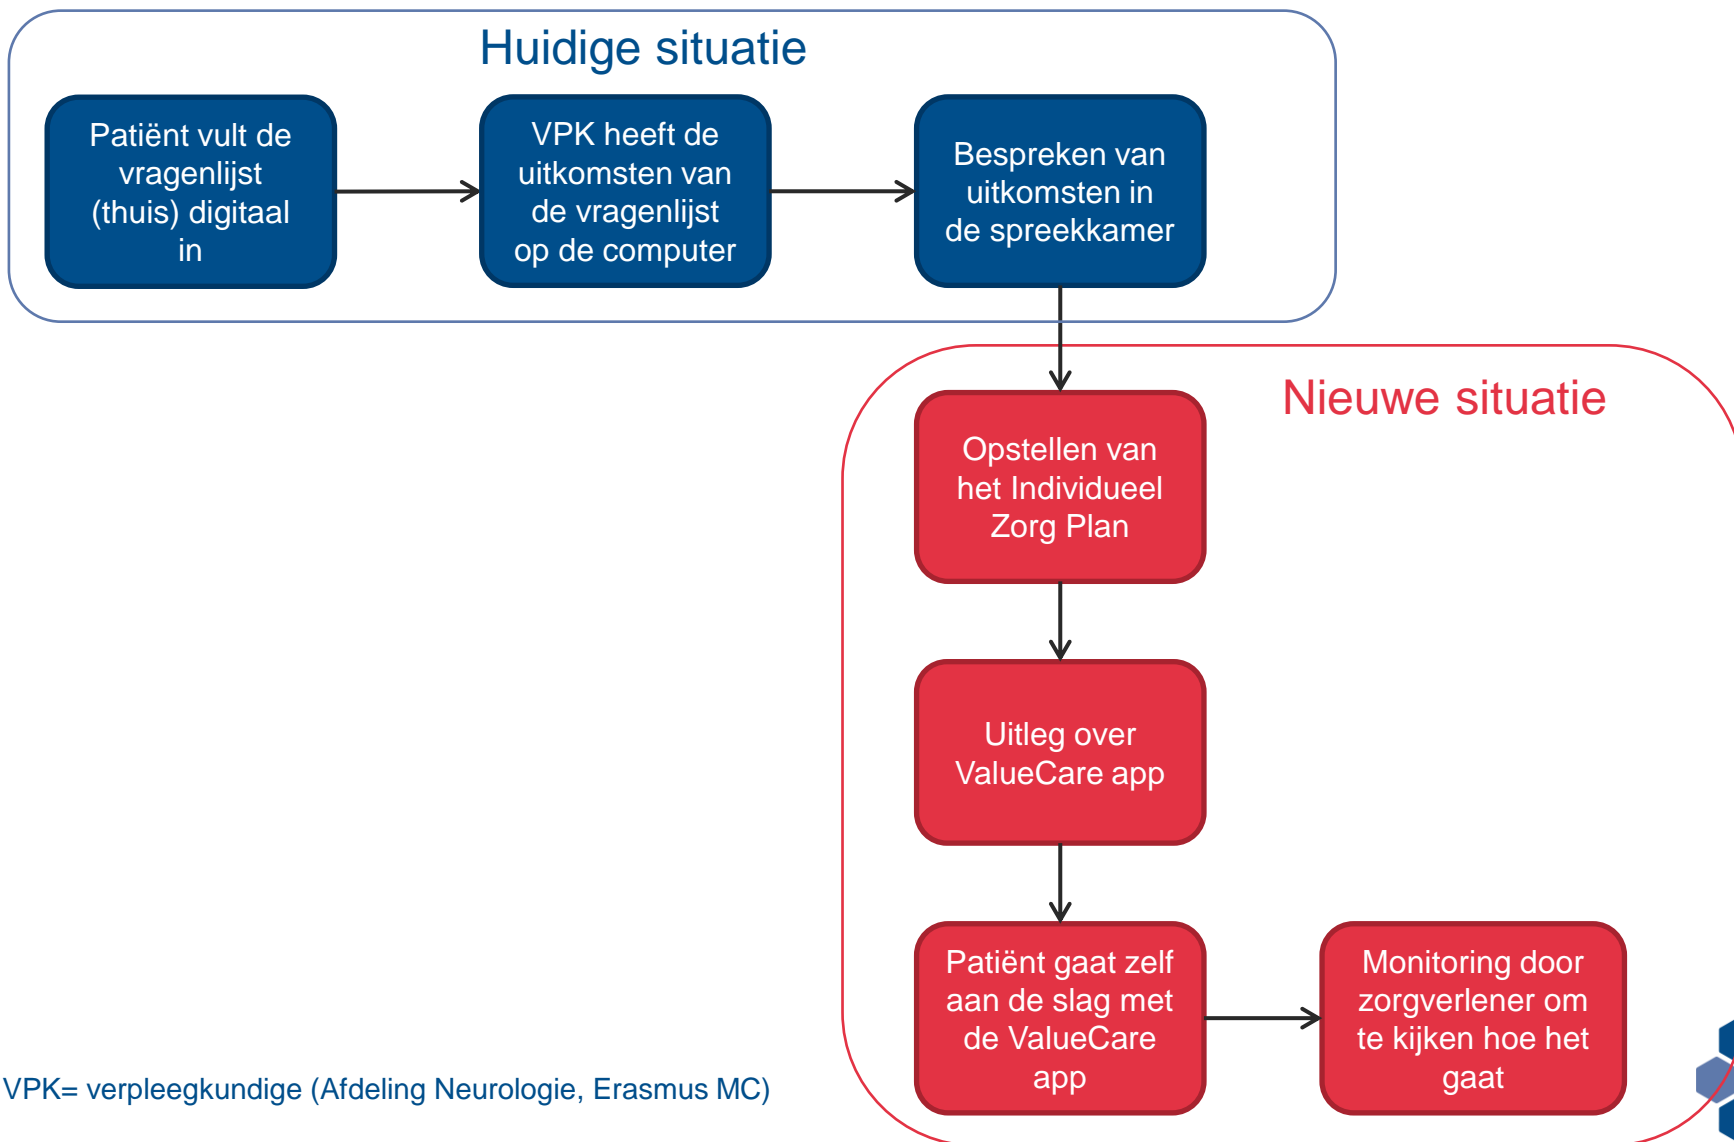 Huidige situatie
Patiënt vult de
vragenlijst
(thuis) digitaal
in
VPK heeft de
uitkomsten van
de vragenlijst
op de computer
Bespreken van
uitkomsten in
de spreekkamer
Nieuwe situatie
Opstellen van
het Individueel
Zorg Plan
Uitleg over
ValueCare app
Patiënt gaat zelf
aan de slag met
de ValueCare
app
Monitoring door
zorgverlener om
te kijken hoe het
gaat
VPK= verpleegkundige (Afdeling Neurologie, Erasmus MC)